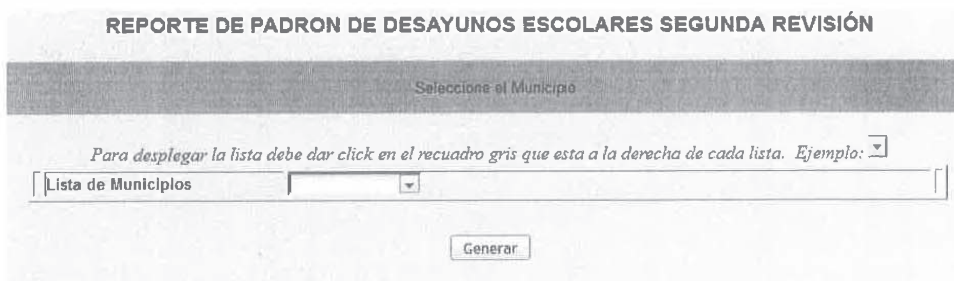 REPORTE DE PADRON DE DESAYUNOS ESCOLARES SEGUNDA REVISIÓN
Seleccione el Municipio
Para desplegar la lista debe dar click en el recuadro gris que esta a la derecha de cada lista. Ejemplo:
Lista de Municipios
Generar